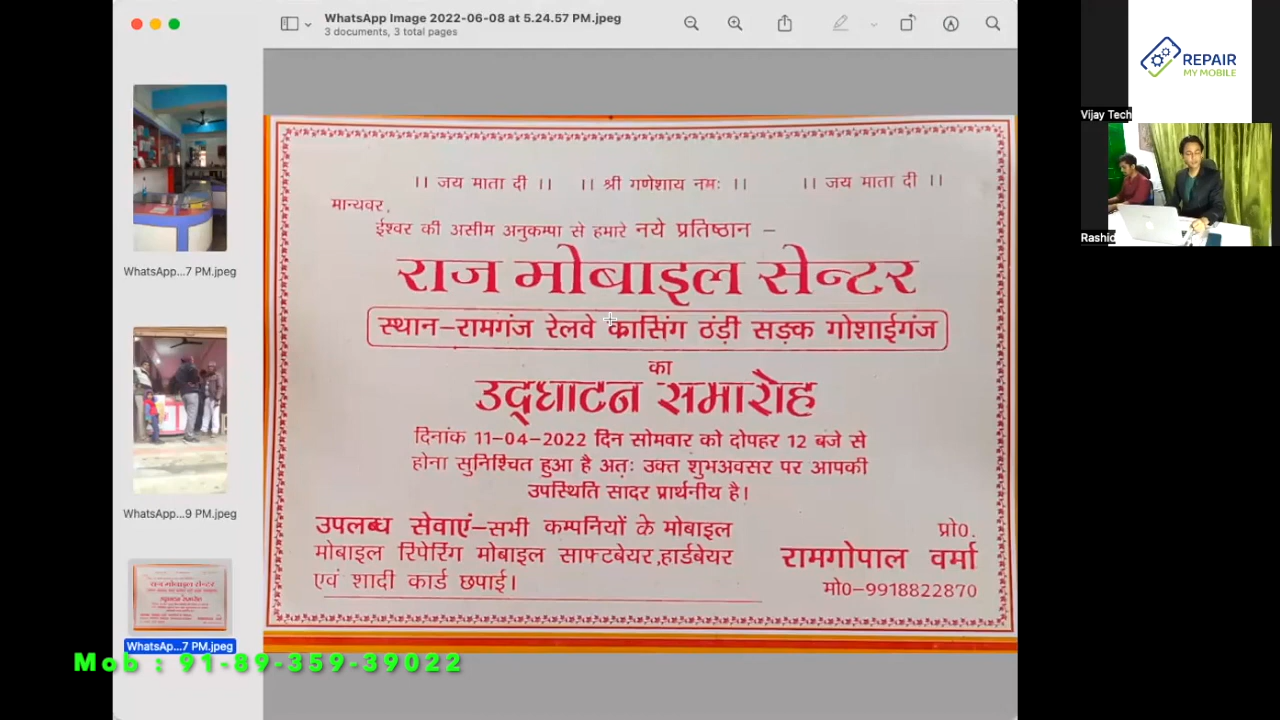 WhatsApp Image 2022-06-08 at 5.24.57 PM.jpeg
3 documents, 3 total pages
WhatsApp...7 PM.jpeg
WhatsApp...9 PM.jpeg
WhatsAp...7 PM.jpeg
।। जय माता दी ।। ।। श्री गणेशाय नमः ।। ।। जय माता दी ।।
मान्यवर,
ईश्वर की असीम अनुकम्पा से हमारे नये प्रतिष्ठान –
राज मोबाइल सेन्टर
स्थान–रामगंज रेलवे क्रासिंग ठंड़ी सड़क गोशाईगंज
का
उद्घाटन समारोह
दिनांक 11–04–2022 दिन सोमवार को दोपहर 12 बजे से
होना सुनिश्चित हुआ है अतः उक्त शुभअवसर पर आपकी
उपस्थिति सादर प्रार्थनीय है।
उपलब्ध सेवाएं–सभी कम्पनियों के मोबाइल
मोबाइल रिपेरिंग मोबाइल साफ्टबेयर,हार्डबेयर
एवं शादी कार्ड छपाई।
प्रो०.
रामगोपाल वर्मा
मो0–9918822870
Mob : 91-89-359-39022
REPAIR
MY MOBILE
Vijay Tech
Rashid